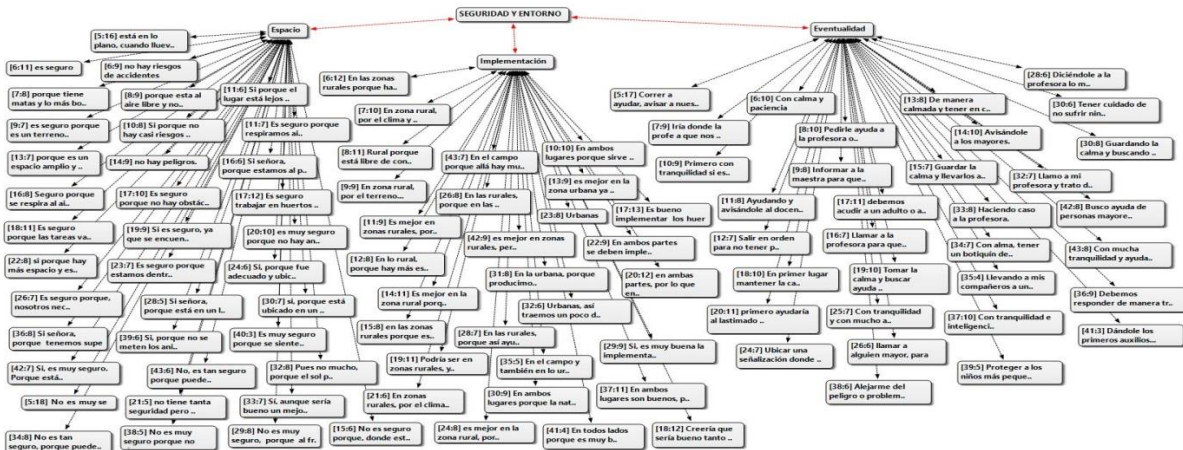 SEGURIDAD Y ENTORNO
Espacio
Implementación
Eventualidad
[5:16] está en lo
plano, cuando lluev..
[6:11] es seguro
[6:9] no hay riesgos
de accidentes
[7:8] porque tiene
matas y lo más bo..
[8:9] porque esta al
aire libre y no..
[11:6] Si porque el
lugar está lejos ..
[9:7] es seguro porque
es un terreno..
[10:8] Si porque no
hay casi riesgos ..
[11:7] Es seguro porque
respiramos ai..
[13:7] porque es un
espacio amplio y ..
[14:9] no hay peligros.
[16:6] Si señora,
porque estamos al p..
[16:8] Seguro porque
se respira al ai..
[17:10] Es seguro
porque no hay obstác..
[17:12] Es seguro
trabajar en huertos ..
[18:11] Es seguro
porque las tareas va..
[19:9] Si es seguro, ya
que se encuen..
[20:10] es muy seguro
porque no hay an..
[22:8] si porque hay
más espacio y es..
[23:7] Es seguro porque
estamos dentro..
[24:6] Si, porque fue
adecuado y ubic..
[26:7] Es seguro porque,
nosotros nec..
[28:5] Si señora,
porque está en un l..
[30:7] si, porque está
ubicado en un ..
[36:8] Si señora,
porque tenemos supe
[39:6] Si, porque no se
meten los ani..
[40:3] Es muy seguro
porque se siente..
[42:7] Si, es muy seguro.
Porque está..
[43:6] No, es tan seguro
porque puede..
[32:8] Pues no mucho,
porque el sol p..
[5:18] No es muy se
[21:5] no tiene tanta
seguridad pero ..
[33:7] Si, aunque sería
bueno un mejo..
[34:8] No es tan
seguro, porque puede..
[38:5] No es muy
seguro porque no
[29:8] No es muy
seguro, porque al fr.
[15:6] No es seguro
porque, donde est..
[6:12] En las zonas
rurales porque ha..
[7:10] En zona rural,
por el clima y ..
[8:11] Rural porque
está libre de con..
[9:9] En zona rural,
por el terreno...
[11:9] Es mejor en
zonas rurales, por..
[12:8] En lo rural,
porque hay más es..
[14:11] Es mejor en
la zona rural porq..
[15:8] en las zonas
rurales porque es..
[19:11] Podría ser en
zonas rurales, y..
[21:6] En zonas
rurales, por el clima..
[43:7] En el campo
porque allá hay mu..
[26:8] En las rurales,
porque en las ..
[42:9] es mejor en zonas
rurales, per..
[31:8] En la urbana, porque
producimo..
[32:6] Urbanas, así
traemos un poco d..
[28:7] En las rurales,
porque así ayu..
[35:5] En el campo y
también en lo ur..
[30:9] En ambos
lugares porque la nat..
[24:8] es mejor en la
zona rural, por..
[41:4] En todos lados
porque es muy b..
[10:10] En ambos
lugares porque sirve ..
[13:9] es mejor en la
zona urbana ya ..
[23:8] Urbanas
[17:13] Es bueno
implementar los huer
[22:9] En ambos partes
se deben imple..
[20:12] en ambas
partes, por lo que
en..
[29:9] Si, es muy buena la
implementa..
[37:11] En ambos
lugares son buenos, p..
[18:12] Creería que
sería bueno tanto ..
[5:17] Correr a
ayudar, avisar a nues..
[6:10] Con calma y
paciencia
[7:9] Iría donde la
profe a que nos ..
[8:10] Pedirle ayuda a
la profesora o..
[10:9] Primero con
tranquilidad si es..
[9:8] Informar a la
maestra para que..
[11:8] Ayudando y
avisándole al docen..
[17:11] debemos
acudir a un adulto o a..
[12:7] Salir en orden
para no tener p..
[16:7] Llamar a la
profesora para que..
[18:10] En primer lugar
mantener la ca..
[19:10] Tomar la
calma y buscar
ayuda ..
[20:11] primero ayudaría
al lastimado ..
[25:7] Con tranquilidad
y con mucho a..
[24:7] Ubicar una
señalización donde ..
[26:6] llamar a
alguien mayor, para
[38:6] Alejarme del
peligro o problem..
[28:6] Diciéndole a la
profesora lo m..
[13:8] De manera
calmada y tener en c..
[30:6] Tener cuidado de
no sufrir nin..
[14:10] Avisándole
a los mayores.
[30:8] Guardando la
calma y buscando ..
[15:7] Guardar la
calma y llevarlos a..
[32:7] Llamo a mi
profesora y trato d..
[33:8] Haciendo caso
a la profesora.
[42:8] Busco ayuda de
personas mayore..
[34:7] Con alma, tener
un botiquín de..
[43:8] Con mucha
tranquilidad y ayuda..
[35:4] Llevando a mis
compañeros a un..
[36:9] Debemos
responder de manera tr..
[37:10] Con tranquilidad e
inteligenci..
[41:3] Dándole los
primeros auxilios...
[39:5] Proteger a los
niños más peque..